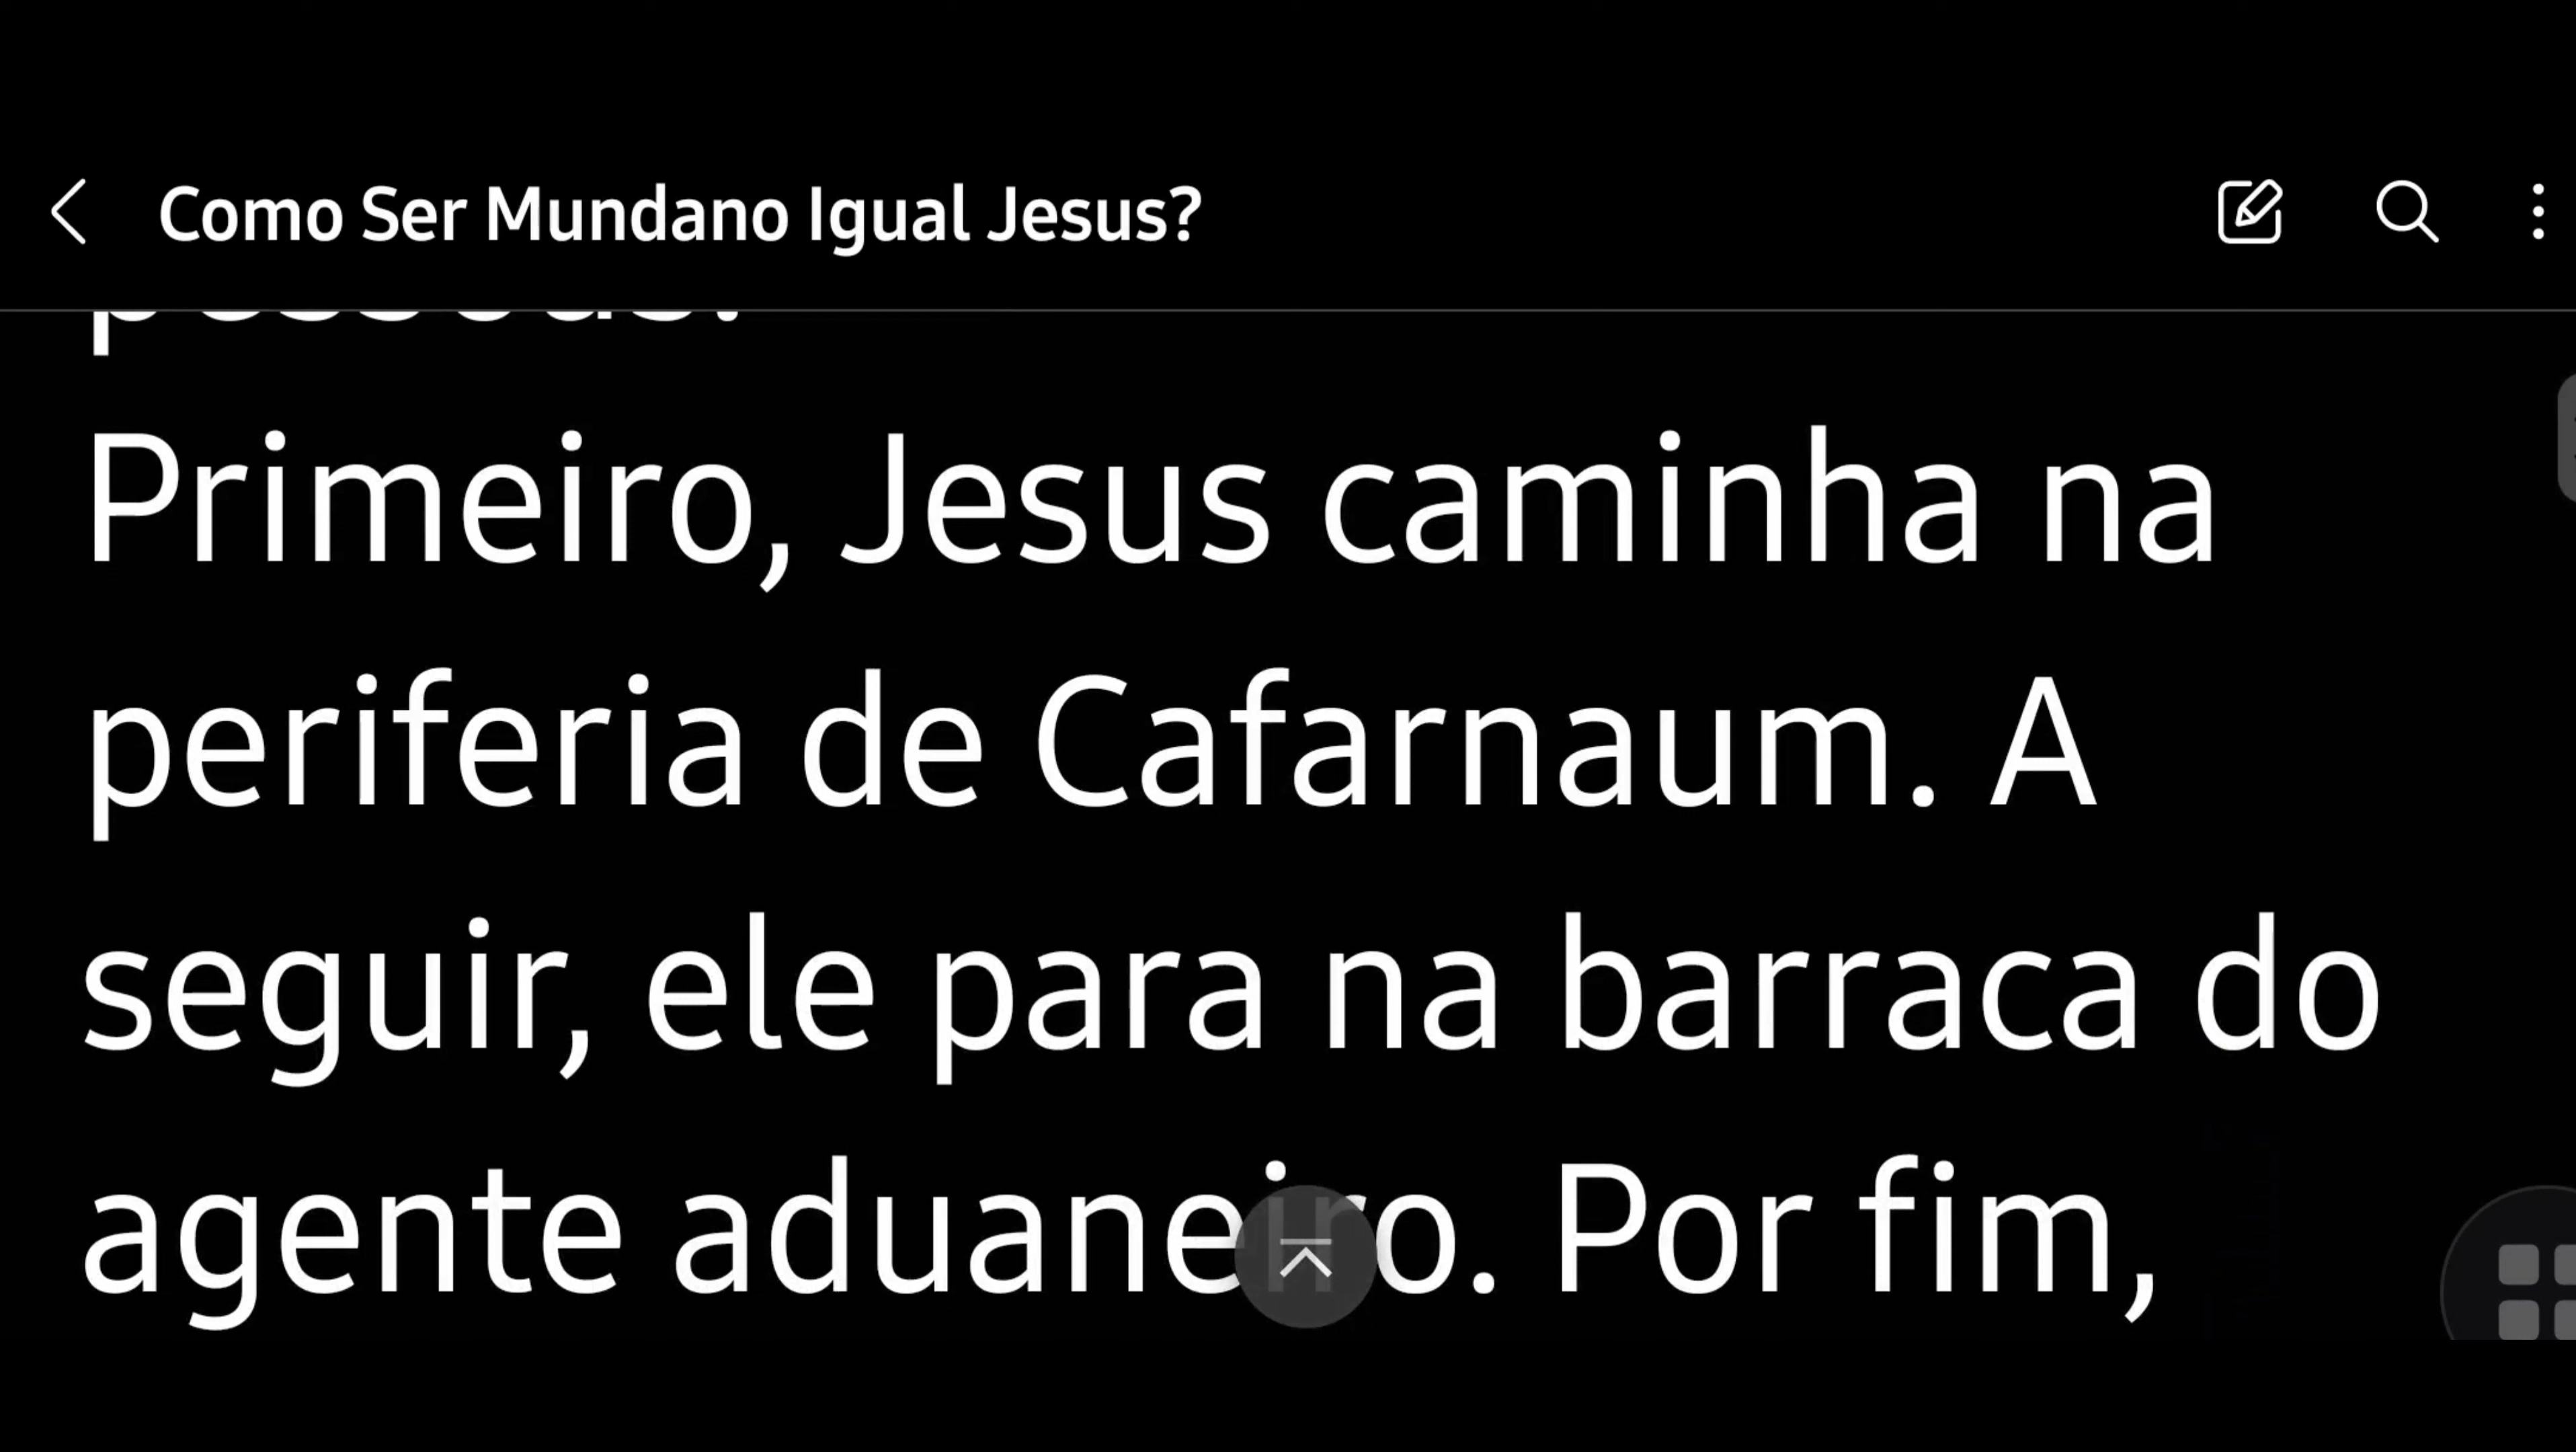 Como Ser Mundano Igual Jesus?
Primeiro, Jesus caminha na
periferia de Cafarnaum. A
seguir, ele para na barraca do
agente aduaneiro. Por fim,